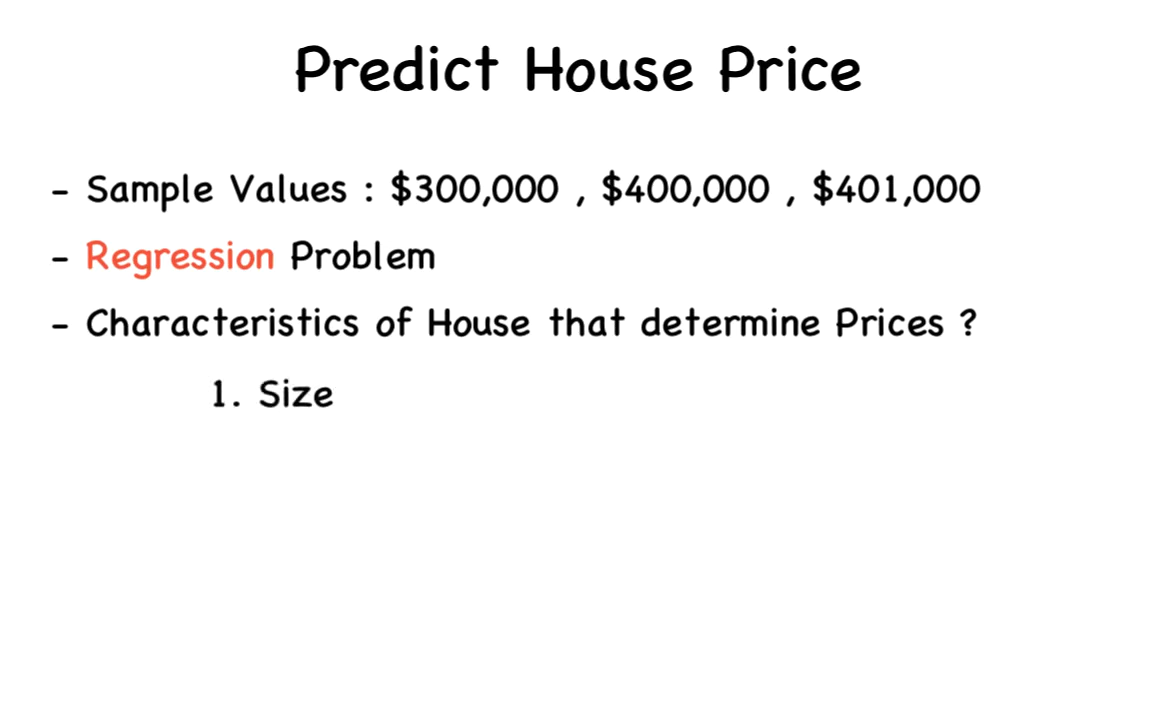 Predict House Price
- Sample Values : $300,000 , $400,000 , $401,000
- Regression Problem
- Characteristics of House that determine Prices ?
1. Size